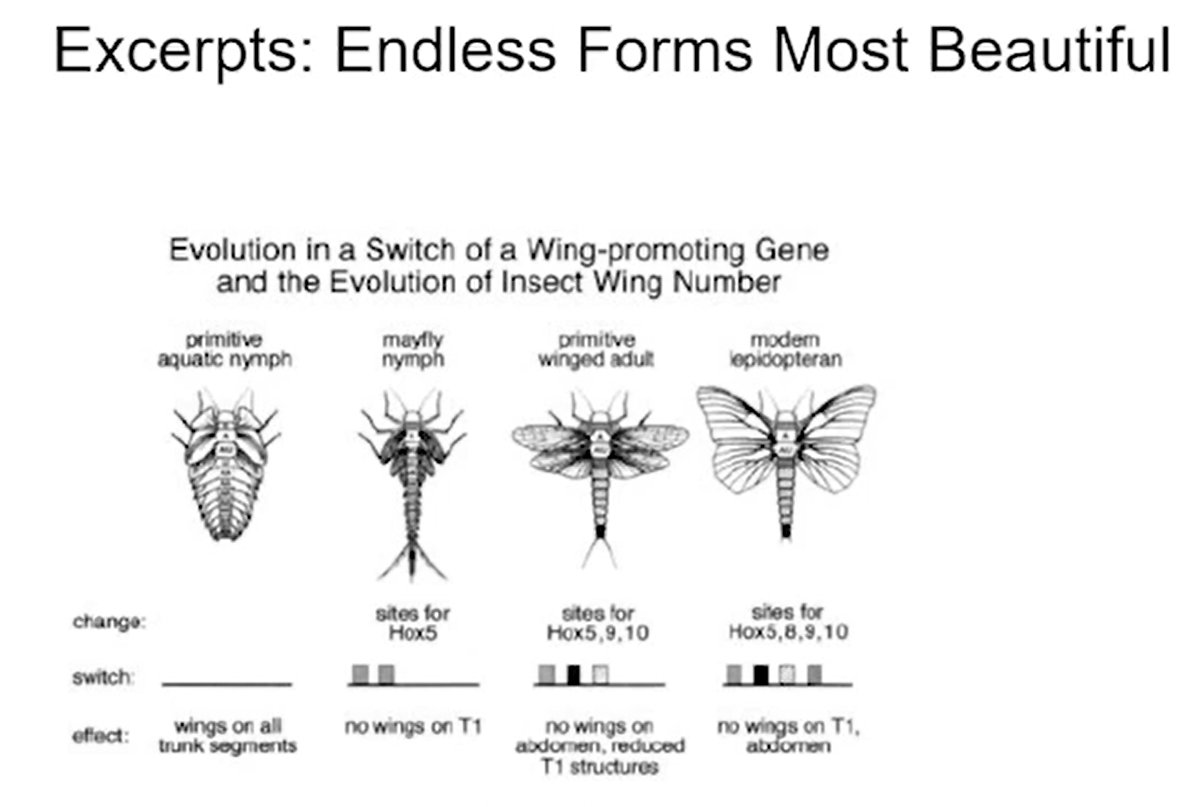 Excerpts: Endless Forms Most Beautiful
Evolution in a Switch of a Wing-promoting Gene
and the Evolution of Insect Wing Number
primitive
aquatic nymph
mayfly
nymph
primitive
winged adult
modern
lepidopteran
change:
sites for
Hox5
sites for
Hox5,9,10
sites for
Hox5,8,9,10
switch:
effect:
wings on all
trunk segments
no wings on T1
no wings on
abdomen, reduced
T1 structures
no wings on T1,
abdomen